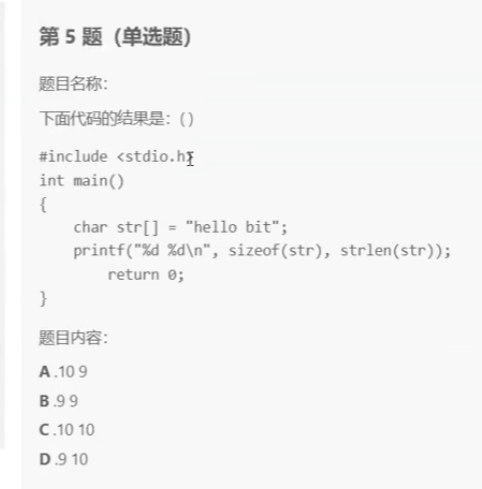 第 5 题（单选题）
题目名称：
下面代码的结果是：( )
#include <stdio.h>
int main()
{
    char str[] = "hello bit";
    printf("%d %d\n", sizeof(str), strlen(str));
        return 0;
}
题目内容：
A .10 9
B .9 9
C .10 10
D .9 10